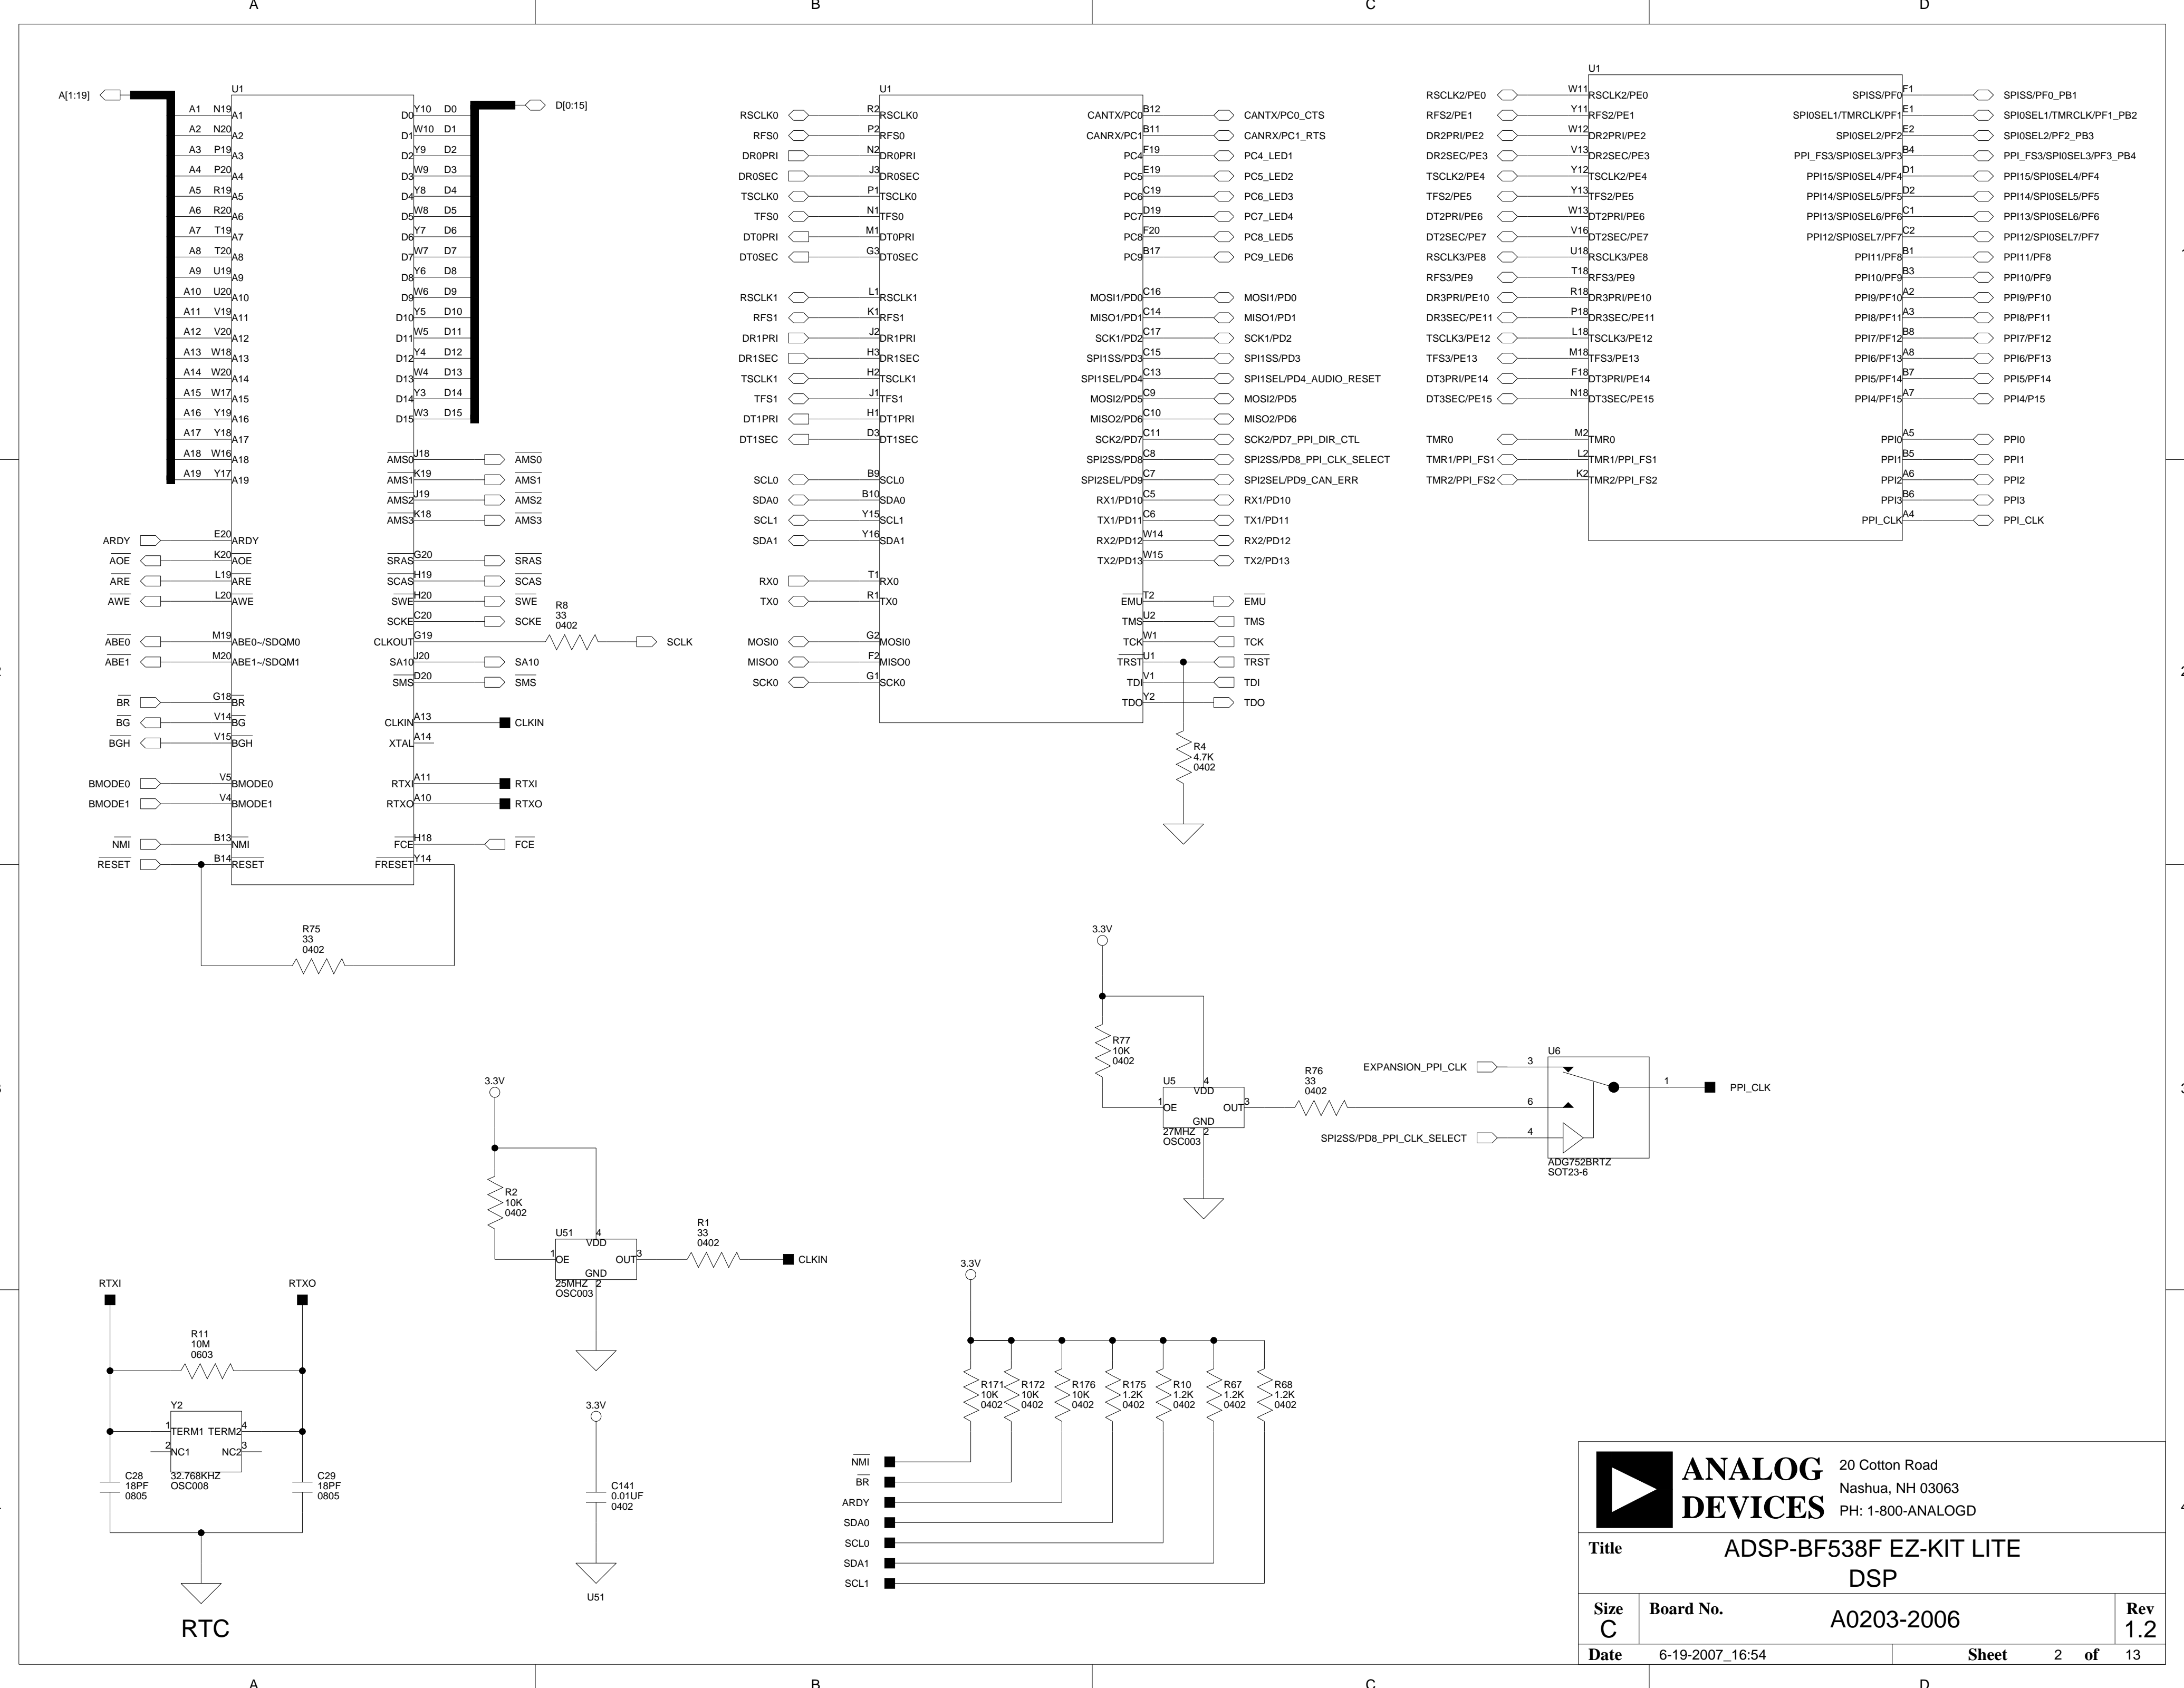 A B C D
U1
A[1:19]
D[0:15]
A1 N19 A1 D0 Y10 D0
A2 N20 A2 D1 W10 D1
A3 P19 A3 D2 Y9 D2
A4 P20 A4 D3 W9 D3
A5 R19 A5 D4 Y8 D4
A6 R20 A6 D5 W8 D5
A7 T19 A7 D6 Y7 D6
A8 T20 A8 D7 W7 D7
A9 U19 A9 D8 Y6 D8
A10 U20 A10 D9 W6 D9
A11 V19 A11 D10 Y5 D10
A12 V20 A12 D11 W5 D11
A13 W18 A13 D12 Y4 D12
A14 W20 A14 D13 W4 D13
A15 W17 A15 D14 Y3 D14
A16 Y19 A16 D15 W3 D15
A17 Y18 A17
A18 W16 A18 AMS0 J18 AMS0
A19 Y17 A19 AMS1 K19 AMS1
AMS2 J19 AMS2
AMS3 K18 AMS3
ARDY E20 ARDY
AOE K20 AOE SRAS G20 SRAS
ARE L19 ARE SCAS H19 SCAS
AWE L20 AWE SWE H20 SWE
SCKE C20 SCKE
ABE0 M19 ABE0~/SDQM0 CLKOUT G19 SCLK
R8
33
0402
ABE1 M20 ABE1~/SDQM1 SA10 J20 SA10
SMS D20 SMS
BR G18 BR
BG V14 BG CLKIN A13 CLKIN
BGH V15 BGH XTAL A14
BMODE0 V5 BMODE0 RTXI A11 RTXI
BMODE1 V4 BMODE1 RTXO A10 RTXO
NMI B13 NMI FCE H18 FCE
RESET B14 RESET FRESET Y14
R75
33
0402
U1
RSCLK0 R2 RSCLK0 CANTX/PC0 B12 CANTX/PC0_CTS
RFS0 P2 RFS0 CANRX/PC1 B11 CANRX/PC1_RTS
DR0PRI N2 DR0PRI PC4 F19 PC4_LED1
DR0SEC J3 DR0SEC PC5 E19 PC5_LED2
TSCLK0 P1 TSCLK0 PC6 C19 PC6_LED3
TFS0 N1 TFS0 PC7 D19 PC7_LED4
DT0PRI M1 DT0PRI PC8 F20 PC8_LED5
DT0SEC G3 DT0SEC PC9 B17 PC9_LED6
RSCLK1 L1 RSCLK1 MOSI1/PD0 C16 MOSI1/PD0
RFS1 K1 RFS1 MISO1/PD1 C14 MISO1/PD1
DR1PRI J2 DR1PRI SCK1/PD2 C17 SCK1/PD2
DR1SEC H3 DR1SEC SPI1SS/PD3 C15 SPI1SS/PD3
TSCLK1 H2 TSCLK1 SPI1SEL/PD4 C13 SPI1SEL/PD4_AUDIO_RESET
TFS1 J1 TFS1 MOSI2/PD5 C9 MOSI2/PD5
DT1PRI H1 DT1PRI MISO2/PD6 C10 MISO2/PD6
DT1SEC D3 DT1SEC SCK2/PD7 C11 SCK2/PD7_PPI_DIR_CTL
SPI2SS/PD8 C8 SPI2SS/PD8_PPI_CLK_SELECT
SCL0 B9 SCL0 SPI2SEL/PD9 C7 SPI2SEL/PD9_CAN_ERR
SDA0 B10 SDA0 RX1/PD10 C5 RX1/PD10
SCL1 Y15 SCL1 TX1/PD11 C6 TX1/PD11
SDA1 Y16 SDA1 RX2/PD12 W14 RX2/PD12
TX2/PD13 W15 TX2/PD13
RX0 T1 RX0
TX0 R1 TX0 EMU T2 EMU
TMS U2 TMS
MOSI0 G2 MOSI0 TCK W1 TCK
MISO0 F2 MISO0 TRST U1 TRST
SCK0 G1 SCK0 TDI V1 TDI
TDO Y2 TDO
R4
4.7K
0402
U1
RSCLK2/PE0 W11 RSCLK2/PE0 SPISS/PF0 F1 SPISS/PF0_PB1
RFS2/PE1 Y11 RFS2/PE1 SPI0SEL1/TMRCLK/PF1 E1 SPI0SEL1/TMRCLK/PF1_PB2
DR2PRI/PE2 W12 DR2PRI/PE2 SPI0SEL2/PF2 E2 SPI0SEL2/PF2_PB3
DR2SEC/PE3 V13 DR2SEC/PE3 PPI_FS3/SPI0SEL3/PF3 B4 PPI_FS3/SPI0SEL3/PF3_PB4
TSCLK2/PE4 Y12 TSCLK2/PE4 PPI15/SPI0SEL4/PF4 D1 PPI15/SPI0SEL4/PF4
TFS2/PE5 Y13 TFS2/PE5 PPI14/SPI0SEL5/PF5 D2 PPI14/SPI0SEL5/PF5
DT2PRI/PE6 W13 DT2PRI/PE6 PPI13/SPI0SEL6/PF6 C1 PPI13/SPI0SEL6/PF6
DT2SEC/PE7 V16 DT2SEC/PE7 PPI12/SPI0SEL7/PF7 C2 PPI12/SPI0SEL7/PF7
RSCLK3/PE8 U18 RSCLK3/PE8 PPI11/PF8 B1 PPI11/PF8
RFS3/PE9 T18 RFS3/PE9 PPI10/PF9 B3 PPI10/PF9
DR3PRI/PE10 R18 DR3PRI/PE10 PPI9/PF10 A2 PPI9/PF10
DR3SEC/PE11 P18 DR3SEC/PE11 PPI8/PF11 A3 PPI8/PF11
TSCLK3/PE12 L18 TSCLK3/PE12 PPI7/PF12 B8 PPI7/PF12
TFS3/PE13 M18 TFS3/PE13 PPI6/PF13 A8 PPI6/PF13
DT3PRI/PE14 F18 DT3PRI/PE14 PPI5/PF14 B7 PPI5/PF14
DT3SEC/PE15 N18 DT3SEC/PE15 PPI4/PF15 A7 PPI4/P15
TMR0 M2 TMR0 PPI0 A5 PPI0
TMR1/PPI_FS1 L2 TMR1/PPI_FS1 PPI1 B5 PPI1
TMR2/PPI_FS2 K2 TMR2/PPI_FS2 PPI2 A6 PPI2
PPI3 B6 PPI3
PPI_CLK A4 PPI_CLK
2
2
3.3V
R77
10K
0402
U5
4
VDD
1 OE OUT 3
GND
27MHZ 2
OSC003
R76
33
0402
EXPANSION_PPI_CLK 3
U6
1 PPI_CLK
6
SPI2SS/PD8_PPI_CLK_SELECT 4
ADG752BRTZ
SOT23-6
3
3.3V
R2
10K
0402
U51
4
VDD
1 OE OUT 3
GND
25MHZ 2
OSC003
R1
33
0402
CLKIN
RTXI RTXO
R11
10M
0603
Y2
1 TERM1 TERM2 4
2 NC1 NC2 3
32.768KHZ
OSC008
C28
18PF
0805
C29
18PF
0805
RTC
3.3V
C141
0.01UF
0402
U51
3.3V
R171 R172 R176 R175 R10 R67 R68
10K 10K 10K 1.2K 1.2K 1.2K 1.2K
0402 0402 0402 0402 0402 0402 0402
NMI
BR
ARDY
SDA0
SCL0
SDA1
SCL1
ANALOG
DEVICES
20 Cotton Road
Nashua, NH 03063
PH: 1-800-ANALOGD
Title ADSP-BF538F EZ-KIT LITE
DSP
Size Board No. Rev
C A0203-2006 1.2
Date 6-19-2007_16:54 Sheet 2 of 13
A B C D